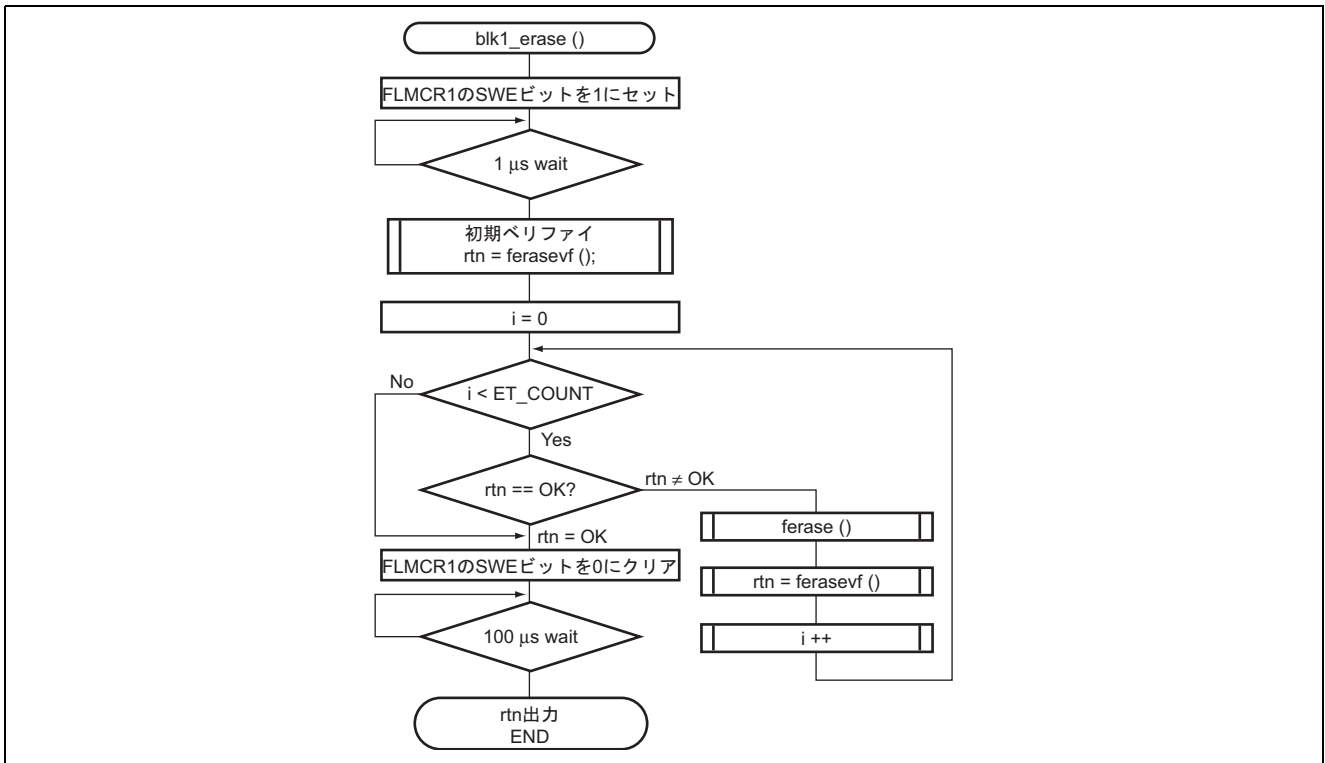 blk1_erase ()
FLMCR1のSWEビットを1にセット
1 μs wait
初期ベリファイ
rtn = ferasevf ();
i = 0
No
i < ET_COUNT
Yes
rtn == OK?
rtn ≠ OK
ferase ()
rtn = OK
FLMCR1のSWEビットを0にクリア
rtn = ferasevf ()
100 μs wait
i ++
rtn出力
END